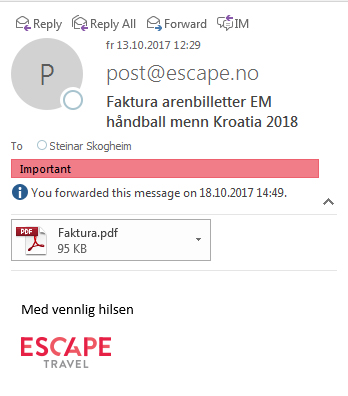 Reply Reply All Forward IM
fr 13.10.2017 12:29
P
post@escape.no
Faktura arenbilletter EM
håndball menn Kroatia 2018
To Steinar Skogheim
Important
You forwarded this message on 18.10.2017 14:49.
PDF
Faktura.pdf
95 KB
Med vennlig hilsen
ESCAPE
TRAVEL